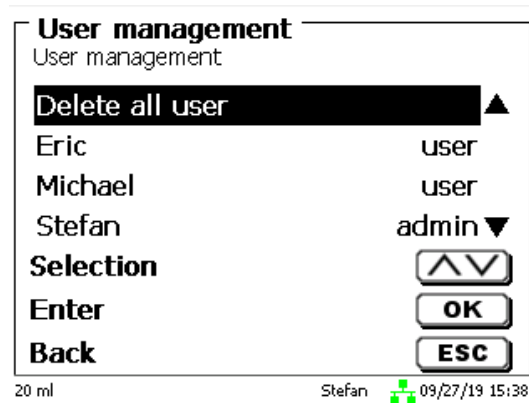 User management
User management
Delete all user
Eric user
Michael user
Stefan admin
Selection
Enter OK
Back ESC
20 ml Stefan 09/27/19 15:38